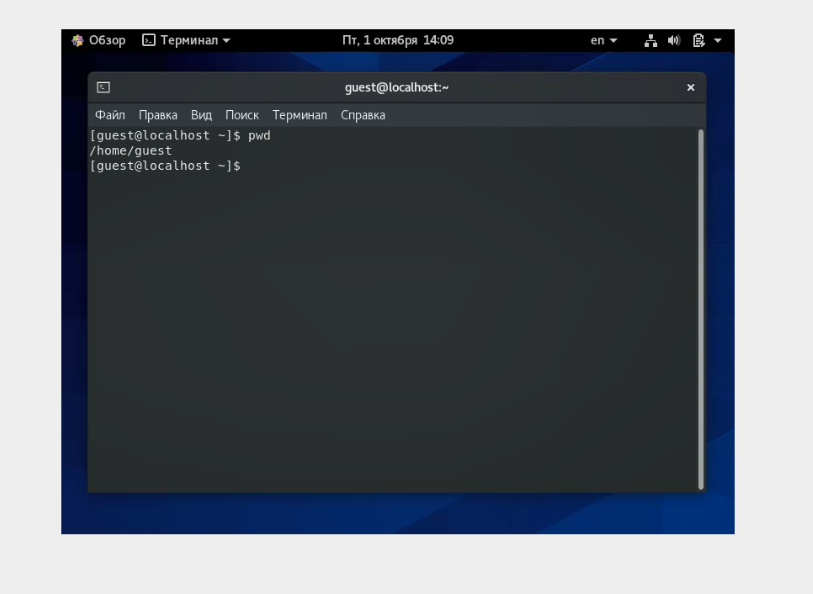 Обзор Терминал Пт, 1 октября 14:09 en
guest@localhost:~ ×
Файл Правка Вид Поиск Терминал Справка
[guest@localhost ~]$ pwd
/home/guest
[guest@localhost ~]$